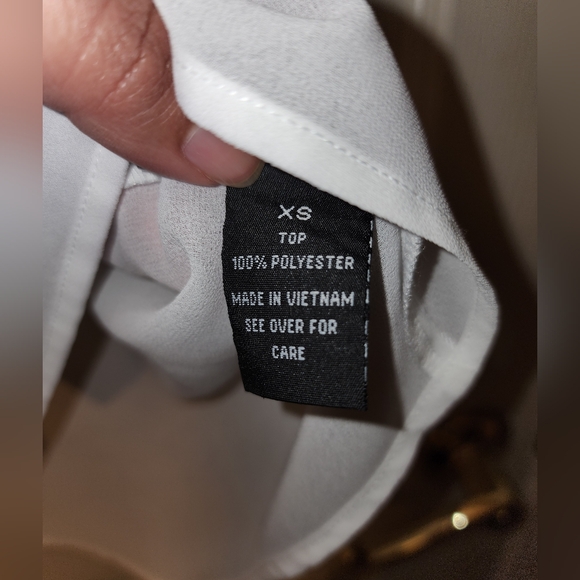 XS
TOP
100% POLYESTER
MADE IN VIETNAM
SEE OVER FOR
CARE